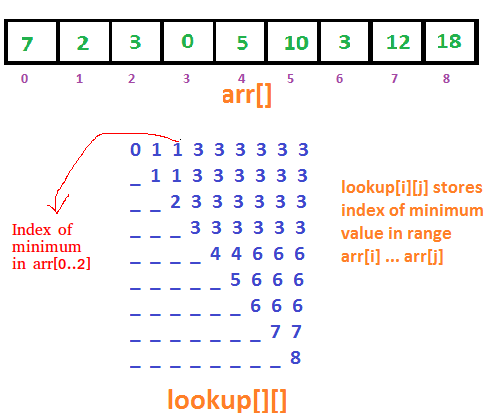 7 2 3 0 5 10 3 12 18
0 1 2 3 4 5 6 7 8
arr[]
0 1 1 3 3 3 3 3 3
_ 1 1 3 3 3 3 3 3
_ _ 2 3 3 3 3 3 3
_ _ _ 3 3 3 3 3 3
_ _ _ _ 4 4 6 6 6
_ _ _ _ _ 5 6 6 6
_ _ _ _ _ _ 6 6 6
_ _ _ _ _ _ _ 7 7
_ _ _ _ _ _ _ _ 8
Index of
minimum
in arr[0..2]
lookup[i][j] stores
index of minimum
value in range
arr[i] ... arr[j]
lookup[][]